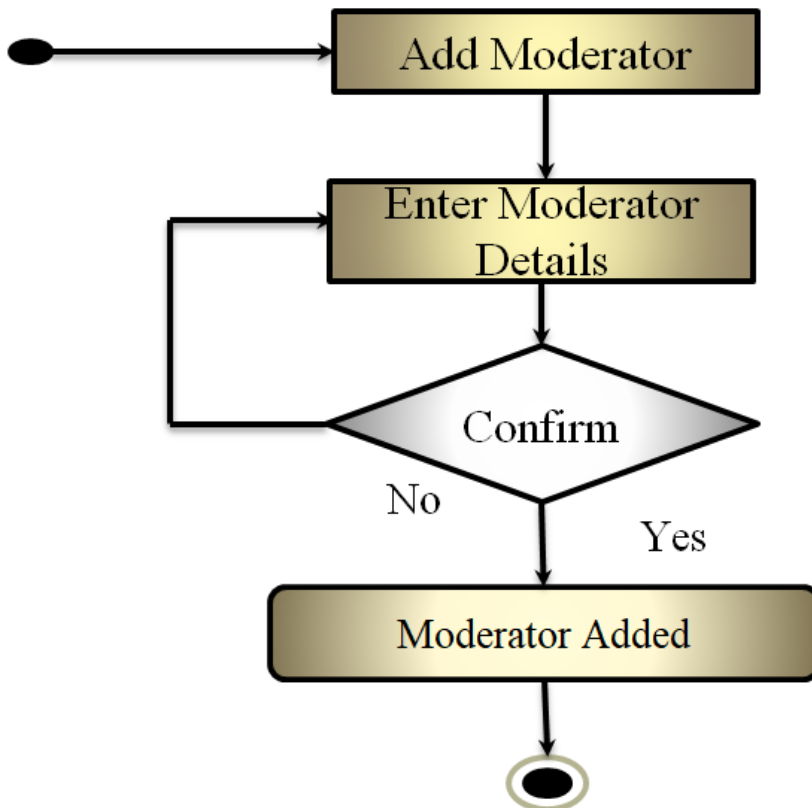 Add Moderator
Enter Moderator
Details
Confirm
No
Yes
Moderator Added